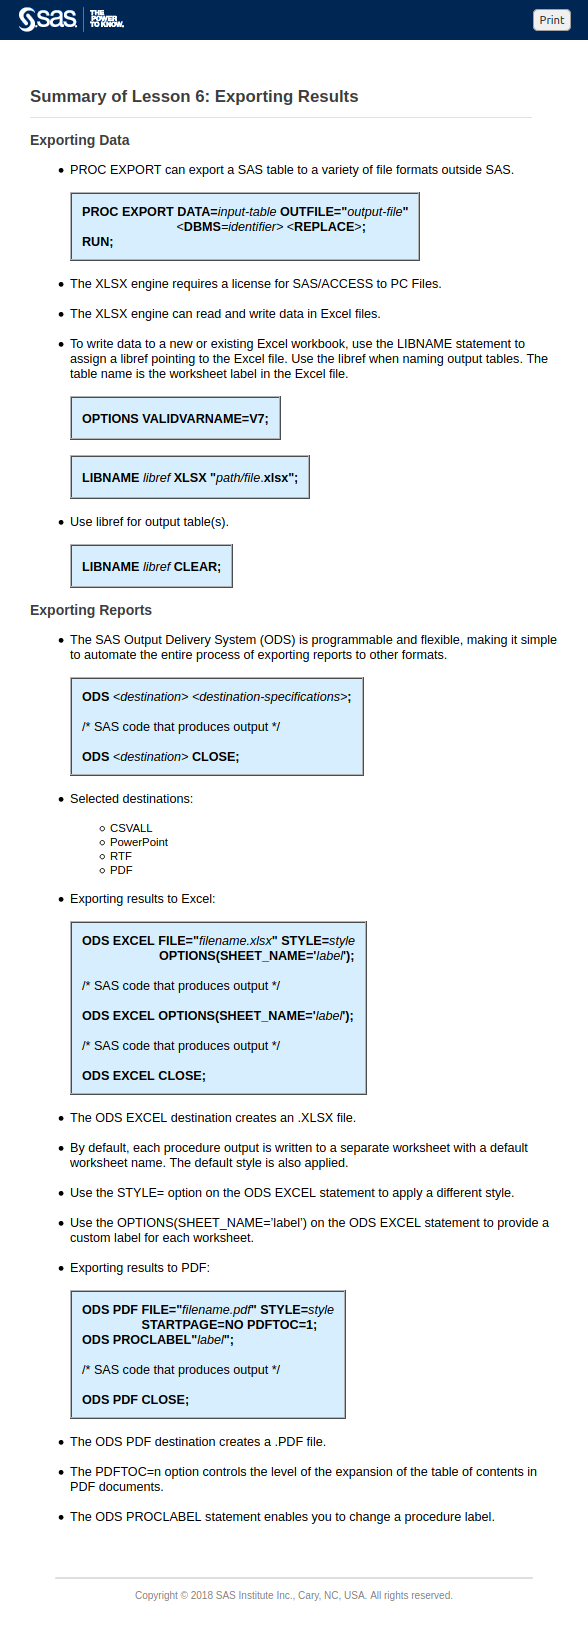 sas. THE
POWER
TO KNOW.
Print
Summary of Lesson 6: Exporting Results
Exporting Data
• PROC EXPORT can export a SAS table to a variety of file formats outside SAS.
PROC EXPORT DATA=input-table OUTFILE="output-file"
<DBMS=identifier> <REPLACE>;
RUN;
• The XLSX engine requires a license for SAS/ACCESS to PC Files.
• The XLSX engine can read and write data in Excel files.
• To write data to a new or existing Excel workbook, use the LIBNAME statement to
assign a libref pointing to the Excel file. Use the libref when naming output tables. The
table name is the worksheet label in the Excel file.
OPTIONS VALIDVARNAME=V7;
LIBNAME libref XLSX "path/file.xlsx";
• Use libref for output table(s).
LIBNAME libref CLEAR;
Exporting Reports
• The SAS Output Delivery System (ODS) is programmable and flexible, making it simple
to automate the entire process of exporting reports to other formats.
ODS <destination> <destination-specifications>;
/* SAS code that produces output */
ODS <destination> CLOSE;
• Selected destinations:
○ CSVALL
○ PowerPoint
○ RTF
○ PDF
• Exporting results to Excel:
ODS EXCEL FILE="filename.xlsx" STYLE=style
OPTIONS(SHEET_NAME='label');
/* SAS code that produces output */
ODS EXCEL OPTIONS(SHEET_NAME='label');
/* SAS code that produces output */
ODS EXCEL CLOSE;
• The ODS EXCEL destination creates an .XLSX file.
• By default, each procedure output is written to a separate worksheet with a default
worksheet name. The default style is also applied.
• Use the STYLE= option on the ODS EXCEL statement to apply a different style.
• Use the OPTIONS(SHEET_NAME='label') on the ODS EXCEL statement to provide a
custom label for each worksheet.
• Exporting results to PDF:
ODS PDF FILE="filename.pdf" STYLE=style
STARTPAGE=NO PDFTOC=1;
ODS PROCLABEL"label";
/* SAS code that produces output */
ODS PDF CLOSE;
• The ODS PDF destination creates a .PDF file.
• The PDFTOC=n option controls the level of the expansion of the table of contents in
PDF documents.
• The ODS PROCLABEL statement enables you to change a procedure label.
Copyright © 2018 SAS Institute Inc., Cary, NC, USA. All rights reserved.